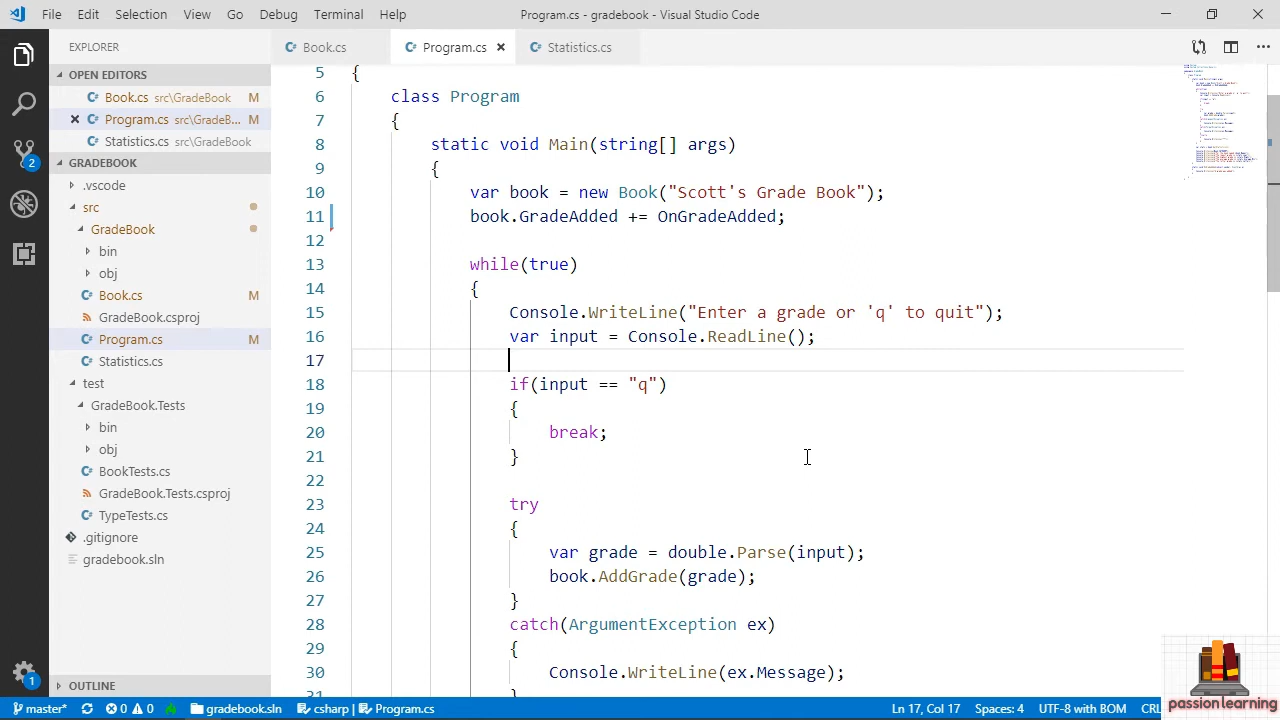 File Edit Selection View Go Debug Terminal Help Program.cs - gradebook - Visual Studio Code
EXPLORER
OPEN EDITORS
Book.cs src\GradeBook M
Program.cs src\GradeB... M
Statistics.cs src\GradeBook
GRADEBOOK
.vscode
src
GradeBook
bin
obj
Book.cs M
GradeBook.csproj
Program.cs M
Statistics.cs
test
GradeBook.Tests
bin
obj
BookTests.cs
GradeBook.Tests.csproj
TypeTests.cs
.gitignore
gradebook.sln
OUTLINE
2
1
Book.cs Program.cs Statistics.cs
5 {
6 class Program
7 {
8 static void Main(string[] args)
9 {
10 var book = new Book("Scott's Grade Book");
11 book.GradeAdded += OnGradeAdded;
12
13 while(true)
14 {
15 Console.WriteLine("Enter a grade or 'q' to quit");
16 var input = Console.ReadLine();
17
18 if(input == "q")
19 {
20 break;
21 }
22
23 try
24 {
25 var grade = double.Parse(input);
26 book.AddGrade(grade);
27 }
28 catch(ArgumentException ex)
29 {
30 Console.WriteLine(ex.Message);
31 }
passionlearning
master* 0 0 gradebook.sln csharp | Program.cs Ln 17, Col 17 Spaces: 4 UTF-8 with BOM CRL